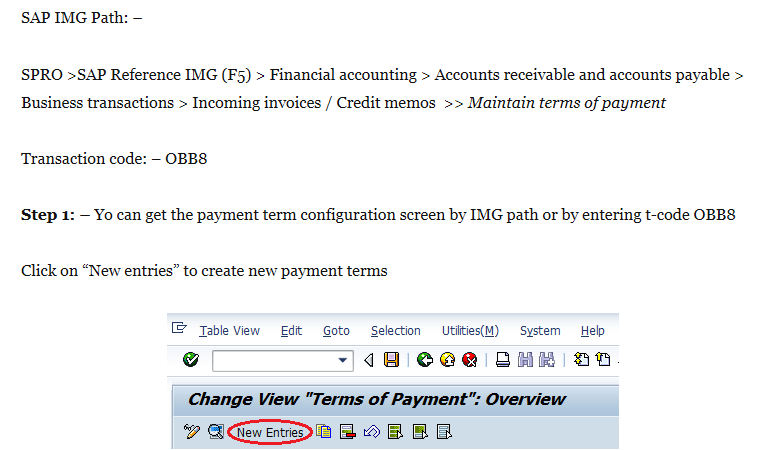 SAP IMG Path: –
SPRO >SAP Reference IMG (F5) > Financial accounting > Accounts receivable and accounts payable >
Business transactions > Incoming invoices / Credit memos  >> Maintain terms of payment
Transaction code: – OBB8
Step 1: – Yo can get the payment term configuration screen by IMG path or by entering t-code OBB8
Click on “New entries” to create new payment terms
Table View Edit Goto Selection Utilities(M) System Help
Change View "Terms of Payment": Overview
New Entries